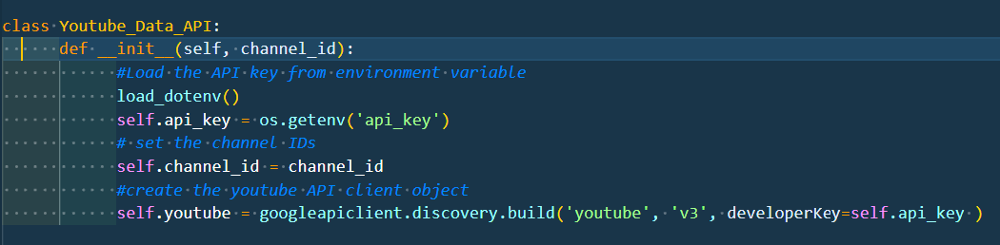 class Youtube_Data_API:
def __init__(self, channel_id):
#Load the API key from environment variable
load_dotenv()
self.api_key = os.getenv('api_key')
# set the channel IDs
self.channel_id = channel_id
#create the youtube API client object
self.youtube = googleapiclient.discovery.build('youtube', 'v3', developerKey=self.api_key )